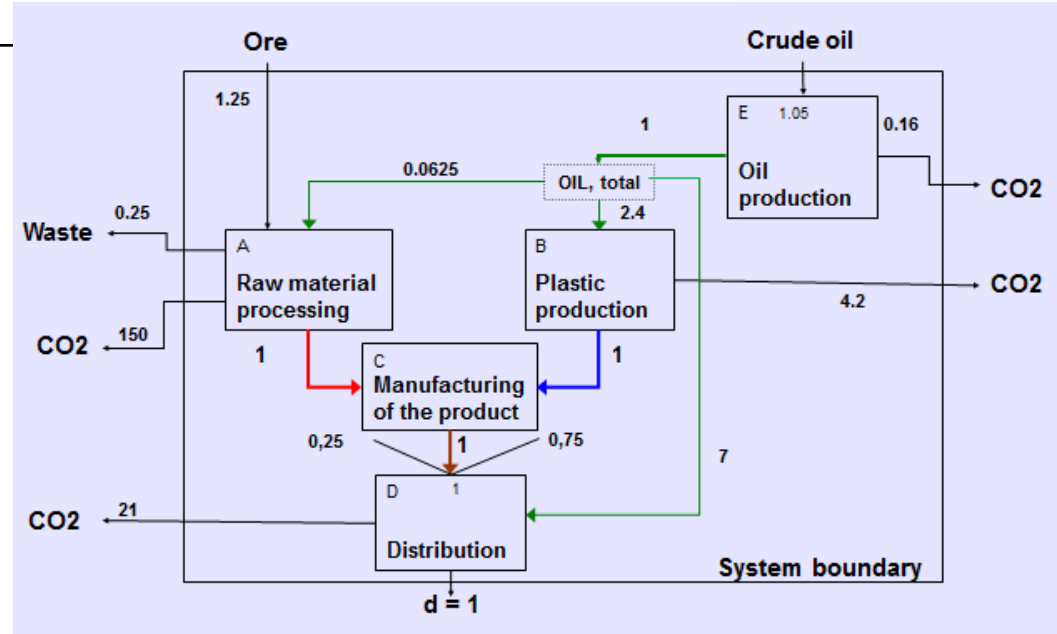 Ore
Crude oil
1.25
E 1.05
0.16
1
Oil
production
CO2
0.0625
OIL, total
2.4
Waste
0.25
A
Raw material
processing
B
Plastic
production
CO2
4.2
CO2
150
1
1
C
Manufacturing
of the product
0,25
1
0,75
7
D 1
Distribution
CO2
21
System boundary
d = 1